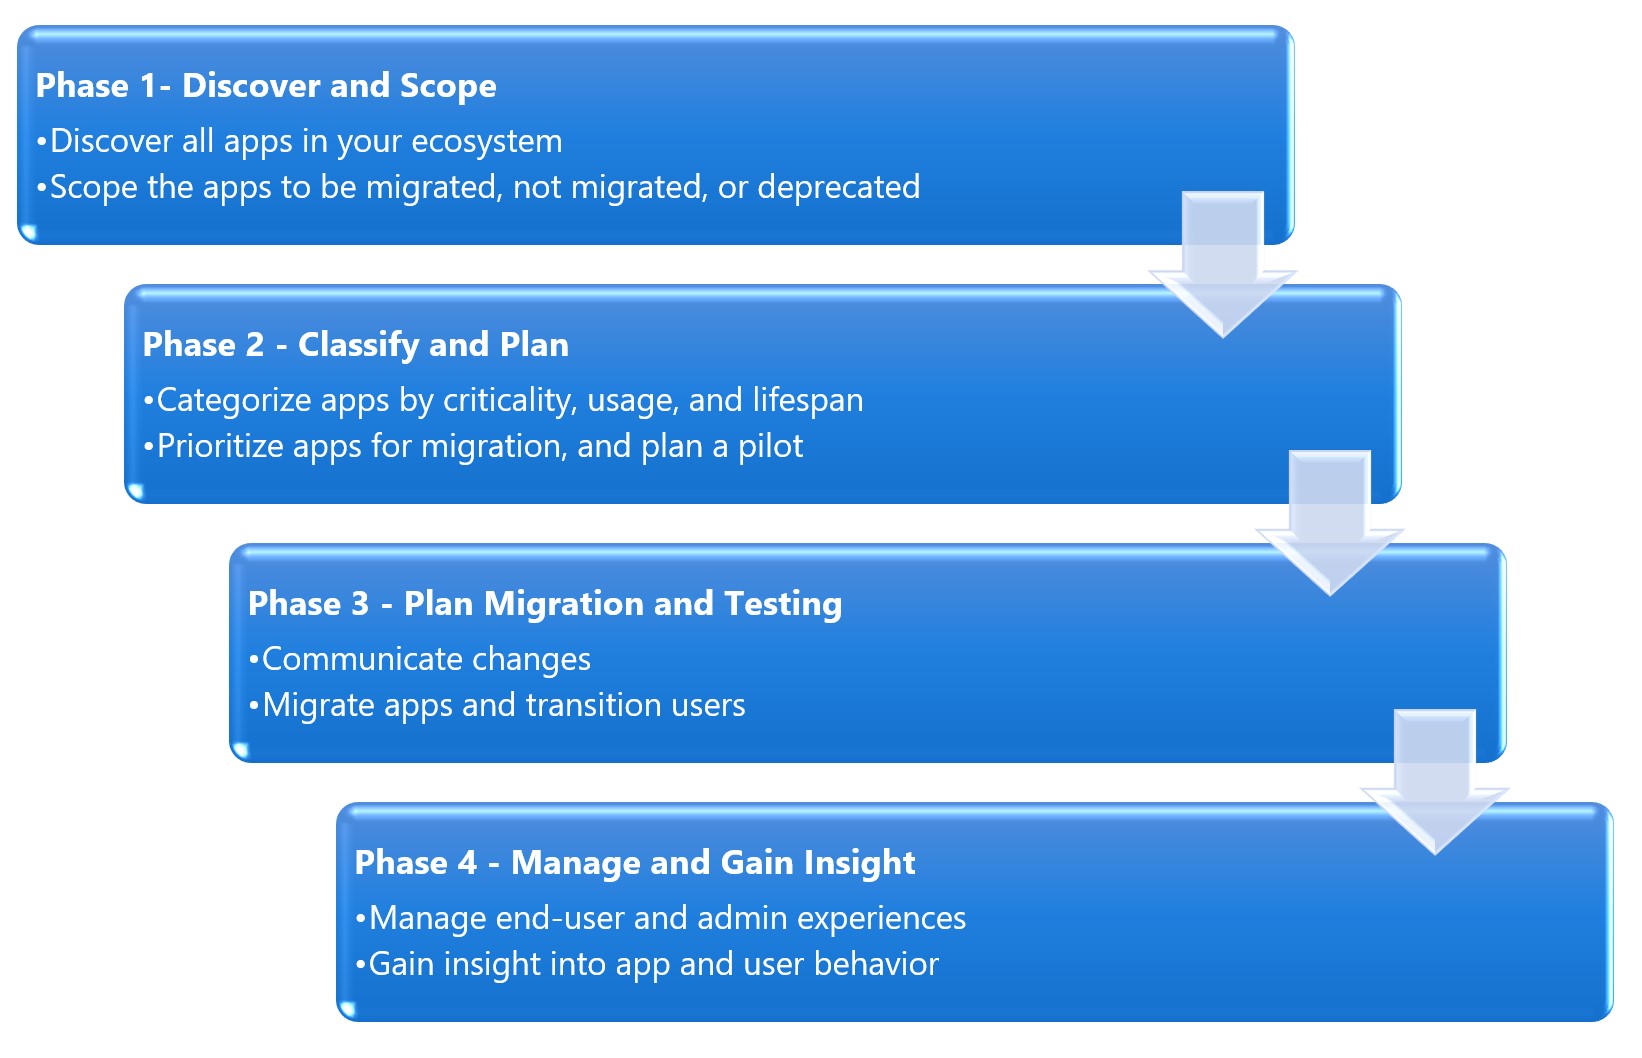 Phase 1- Discover and Scope
•Discover all apps in your ecosystem
•Scope the apps to be migrated, not migrated, or deprecated
Phase 2 - Classify and Plan
•Categorize apps by criticality, usage, and lifespan
•Prioritize apps for migration, and plan a pilot
Phase 3 - Plan Migration and Testing
•Communicate changes
•Migrate apps and transition users
Phase 4 - Manage and Gain Insight
•Manage end-user and admin experiences
•Gain insight into app and user behavior